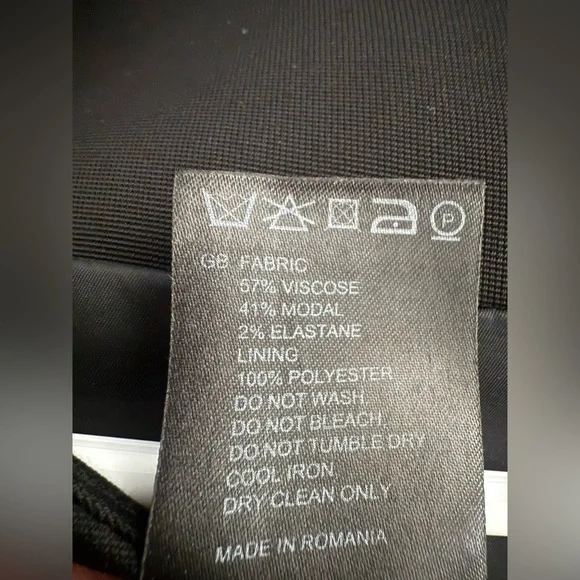 P
GB FABRIC
57% VISCOSE
41% MODAL
2% ELASTANE
LINING
100% POLYESTER
DO NOT WASH
DO NOT BLEACH
DO NOT TUMBLE DRY
COOL IRON
DRY CLEAN ONLY
MADE IN ROMANIA